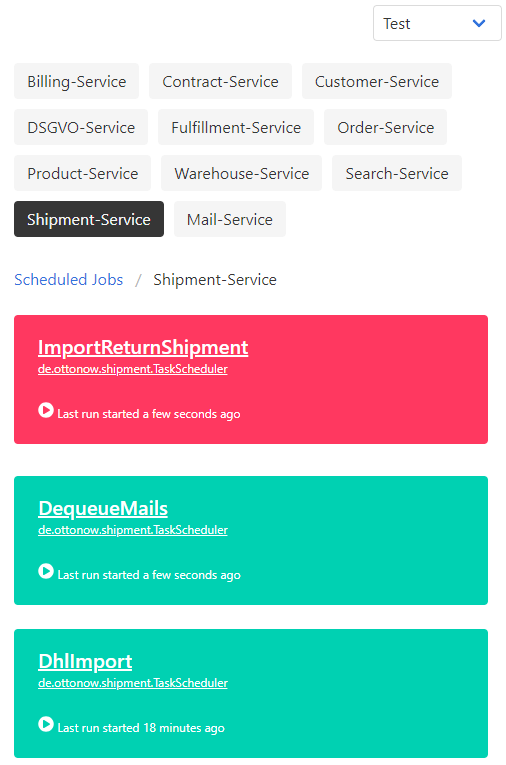 Test
Billing-Service Contract-Service Customer-Service
DSGVO-Service Fulfillment-Service Order-Service
Product-Service Warehouse-Service Search-Service
Shipment-Service Mail-Service
Scheduled Jobs / Shipment-Service
ImportReturnShipment
de.ottonow.shipment.TaskScheduler
Last run started a few seconds ago
DequeueMails
de.ottonow.shipment.TaskScheduler
Last run started a few seconds ago
DhlImport
de.ottonow.shipment.TaskScheduler
Last run started 18 minutes ago